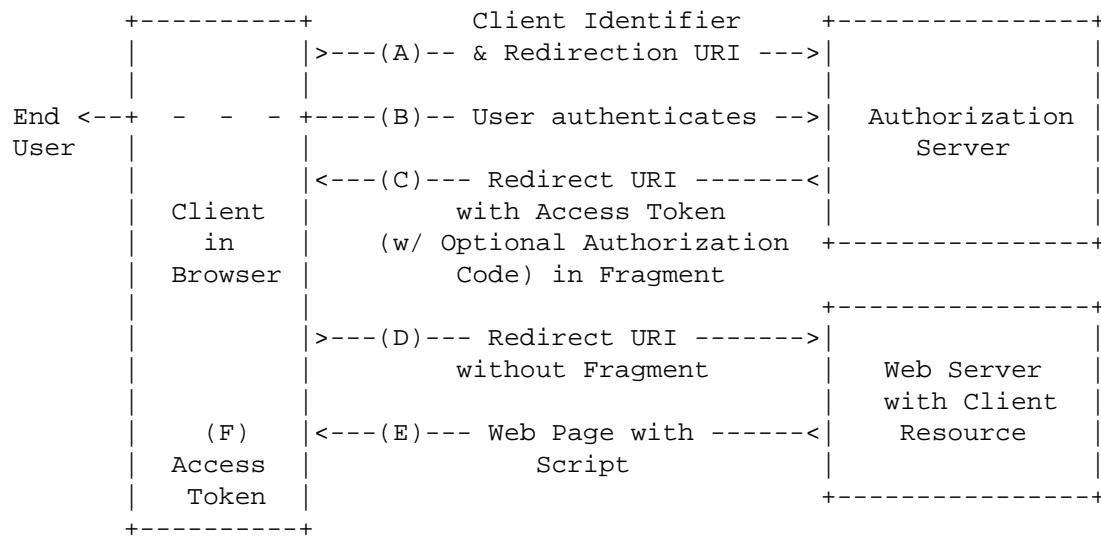 +----------+          Client Identifier     +----------------+
|          |>---(A)-- & Redirection URI --->|                |
|          |                                |                |
End <--+  -  -  - +----(B)-- User authenticates -->|  Authorization |
User   |          |                                |     Server     |
|          |<---(C)--- Redirect URI -------<|                |
|  Client  |         with Access Token      |                |
|    in    |    (w/ Optional Authorization  +----------------+
|  Browser |         Code) in Fragment
|          |                                +----------------+
|          |>---(D)--- Redirect URI ------->|                |
|          |         without Fragment       |   Web Server   |
|          |                                |   with Client  |
|    (F)   |<---(E)--- Web Page with ------<|    Resource    |
|  Access  |              Script            |                |
|   Token  |                                +----------------+
+----------+